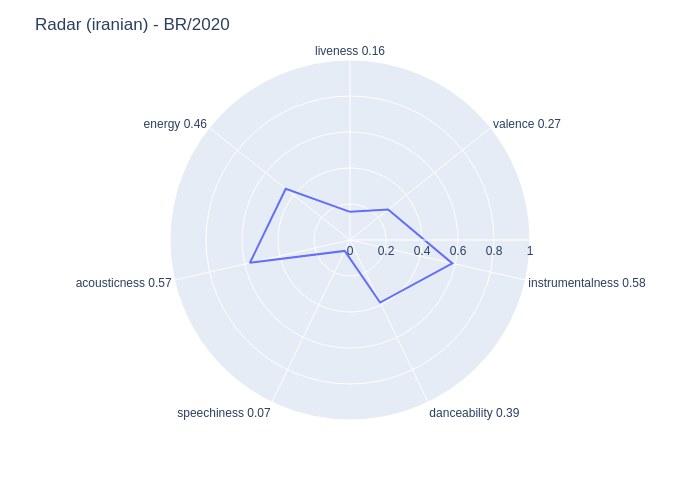 Radar (iranian) - BR/2020
liveness 0.16
energy 0.46
valence 0.27
0 0.2 0.4 0.6 0.8 1
acousticness 0.57
instrumentalness 0.58
speechiness 0.07
danceability 0.39